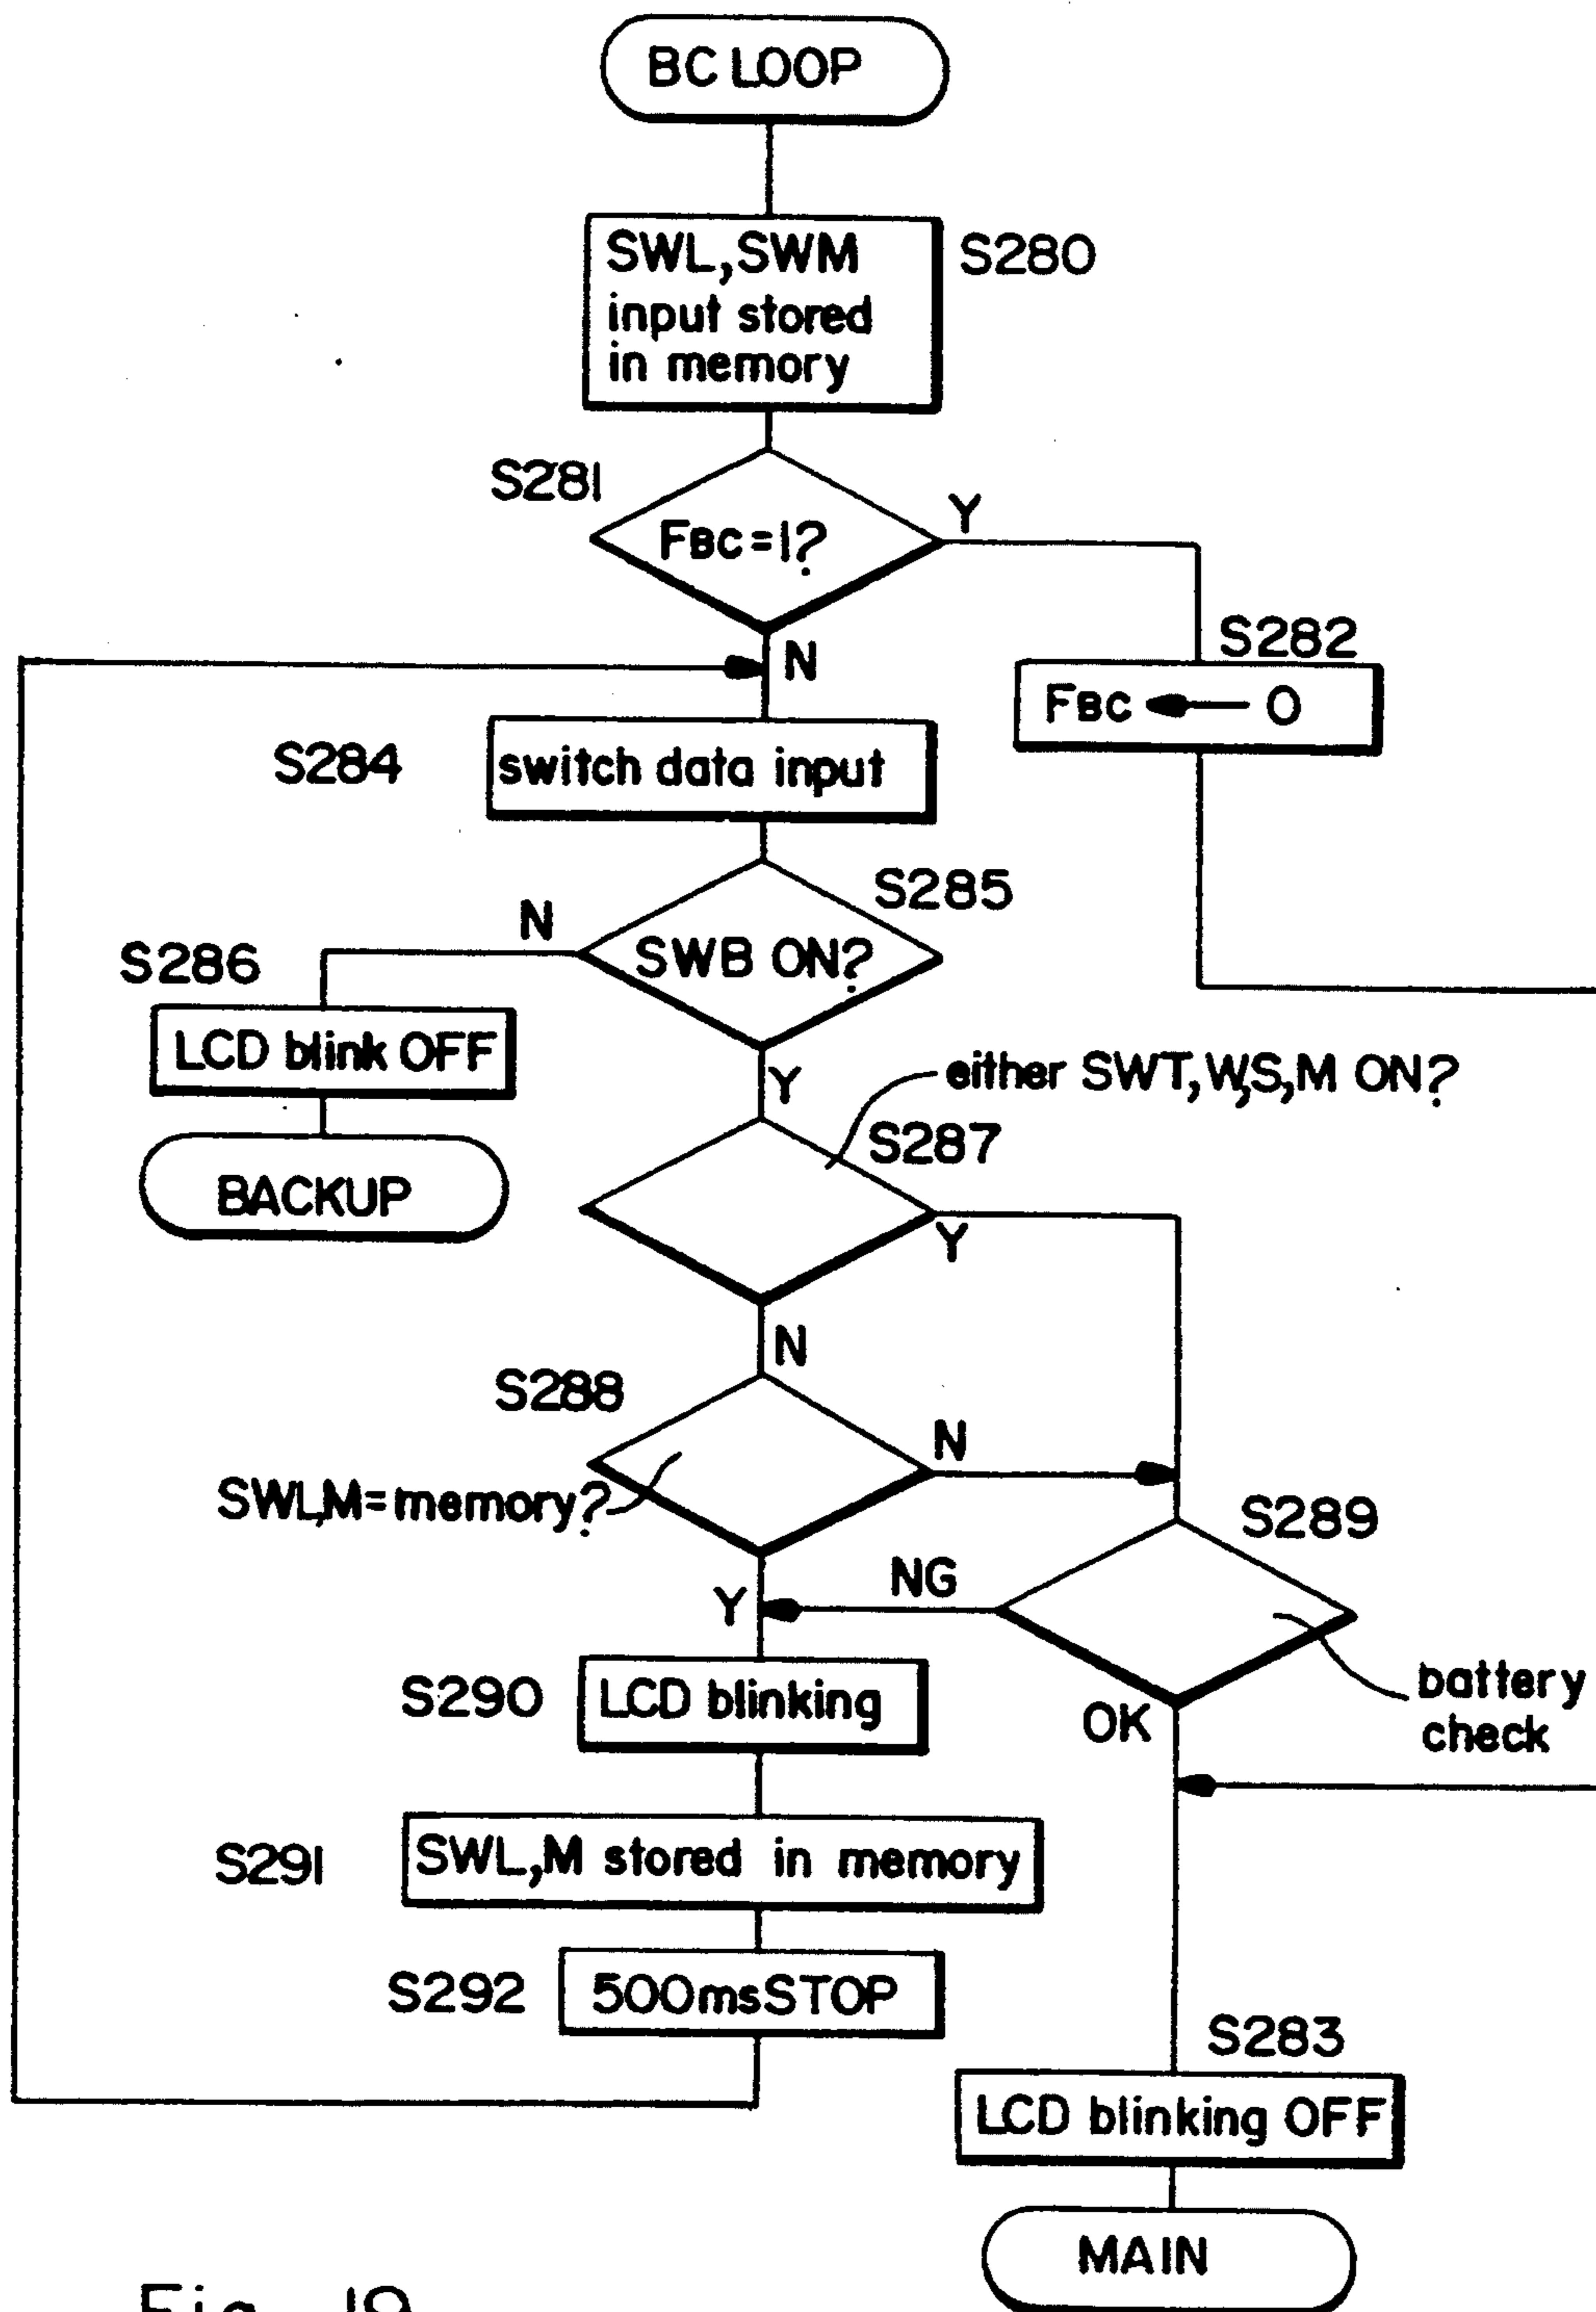 BC LOOP
SWL,SWM
input stored
in memory
S280
S281
FBC=1?
Y
N
S282
FBC ← 0
S284
switch data input
S285
SWB ON?
N
S286
LCD blink OFF
BACKUP
Y
either SWT,W,S,M ON?
S287
Y
N
S288
SWL,M=memory?
N
S289
NG
Y
battery
check
OK
S290
LCD blinking
S291
SWL,M stored in memory
S292
500msSTOP
S283
LCD blinking OFF
MAIN
Fig. 19